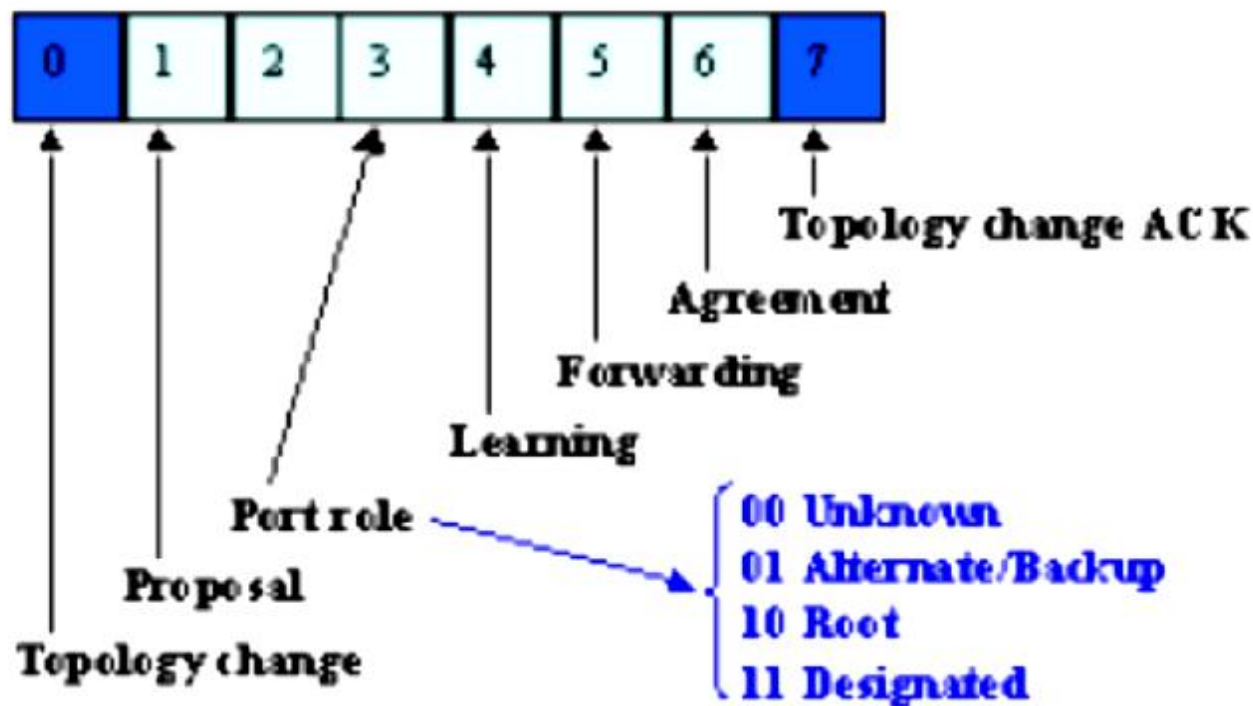 0 1 2 3 4 5 6 7
Topology change ACK
Agreement
Forwarding
Learning
Port role
00 Unknown
01 Alternate/Backup
10 Root
11 Designated
Proposal
Topology change